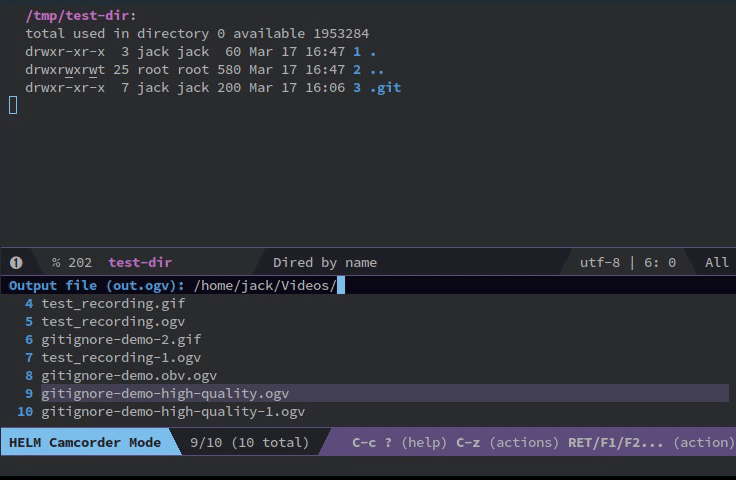 /tmp/test-dir:
total used in directory 0 available 1953284
drwxr-xr-x 3 jack jack 60 Mar 17 16:47 1 .
drwxrwxrwt 25 root root 580 Mar 17 16:47 2 ..
drwxr-xr-x 7 jack jack 200 Mar 17 16:06 3 .git
❶ % 202 test-dir Dired by name utf-8 | 6: 0 All
Output file (out.ogv): /home/jack/Videos/
4 test_recording.gif
5 test_recording.ogv
6 gitignore-demo-2.gif
7 test_recording-1.ogv
8 gitignore-demo.obv.ogv
9 gitignore-demo-high-quality.ogv
10 gitignore-demo-high-quality-1.ogv
HELM Camcorder Mode 9/10 (10 total) C-c ? (help) C-z (actions) RET/F1/F2... (action)